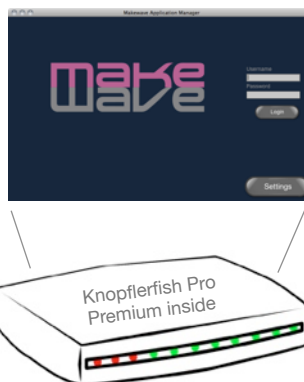 Makewave Application Manager
make
wave
Username
Password
Login
Settings
Knopflerfish Pro
Premium inside